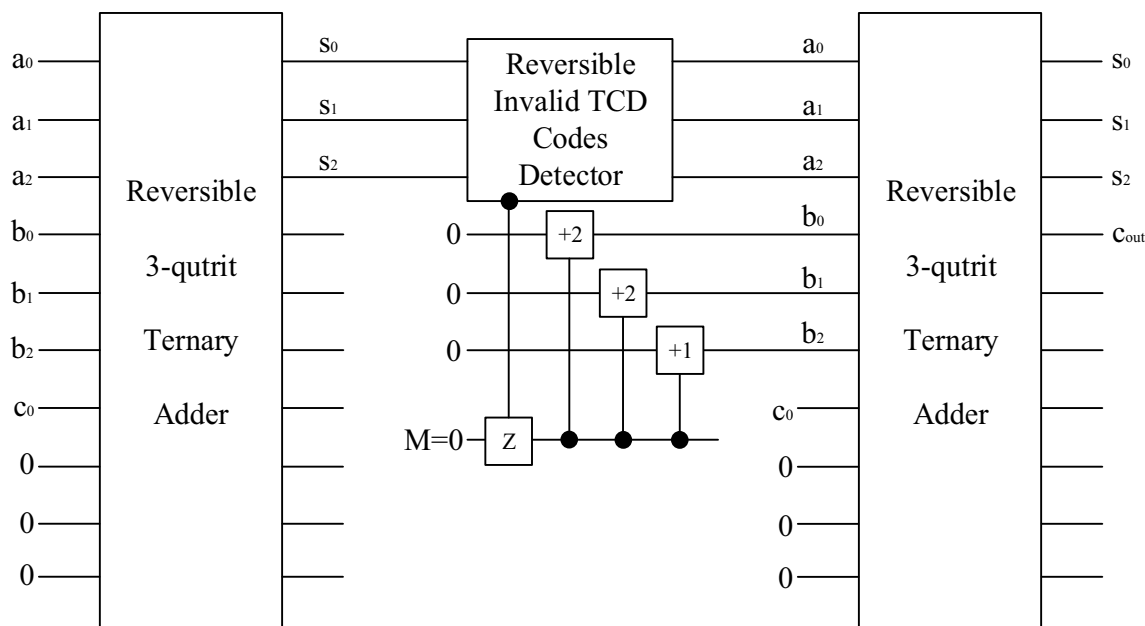 a0
a1
a2
b0
b1
b2
c0
0
0
0
Reversible
3-qutrit
Ternary
Adder
s0
s1
s2
Reversible
Invalid TCD
Codes
Detector
0
0
0
M=0
+2
+2
+1
Z
a0
a1
a2
b0
b1
b2
c0
0
0
0
Reversible
3-qutrit
Ternary
Adder
s0
s1
s2
cout